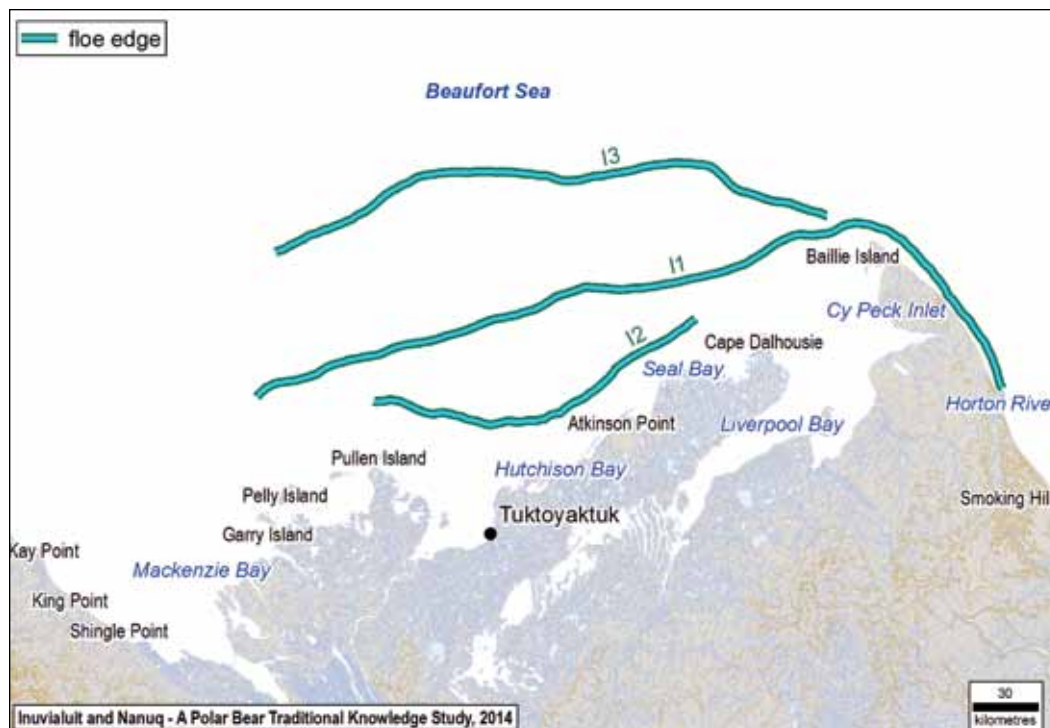 floe edge
Beaufort Sea
I3
I1
Baillie Island
Cy Peck Inlet
I2
Cape Dalhousie
Seal Bay
Horton Rive
Atkinson Point
Liverpool Bay
Pullen Island
Hutchison Bay
Pelly Island
Smoking Hil
Tuktoyaktuk
Garry Island
Kay Point
Mackenzie Bay
King Point
Shingle Point
30
kilometres
Inuvialuit and Nanuq - A Polar Bear Traditional Knowledge Study, 2014